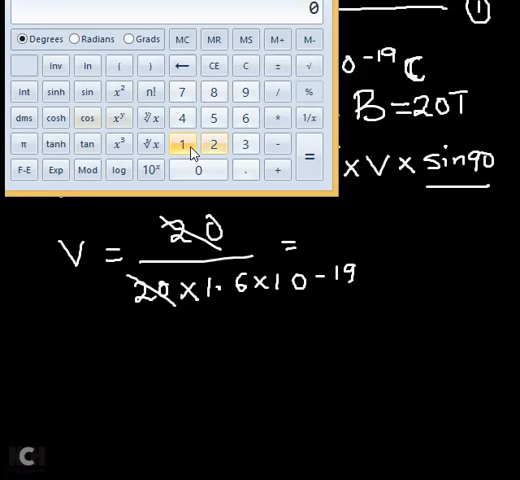 0
①
Degrees Radians Grads MC MR MS M+ M-
0⁻¹⁹ C
Inv ln ( ) ← CE C ± √
Int sinh sin x² n! 7 8 9 / %
B = 20T
dms cosh cos xʸ ʸ√x 4 5 6 * 1/x
π tanh tan x³ ³√x 1 2 3 - =
× V × sin90
F-E Exp Mod log 10ˣ 0 . +
V = 20 / 20 × 1.6 × 10⁻¹⁹ =
C